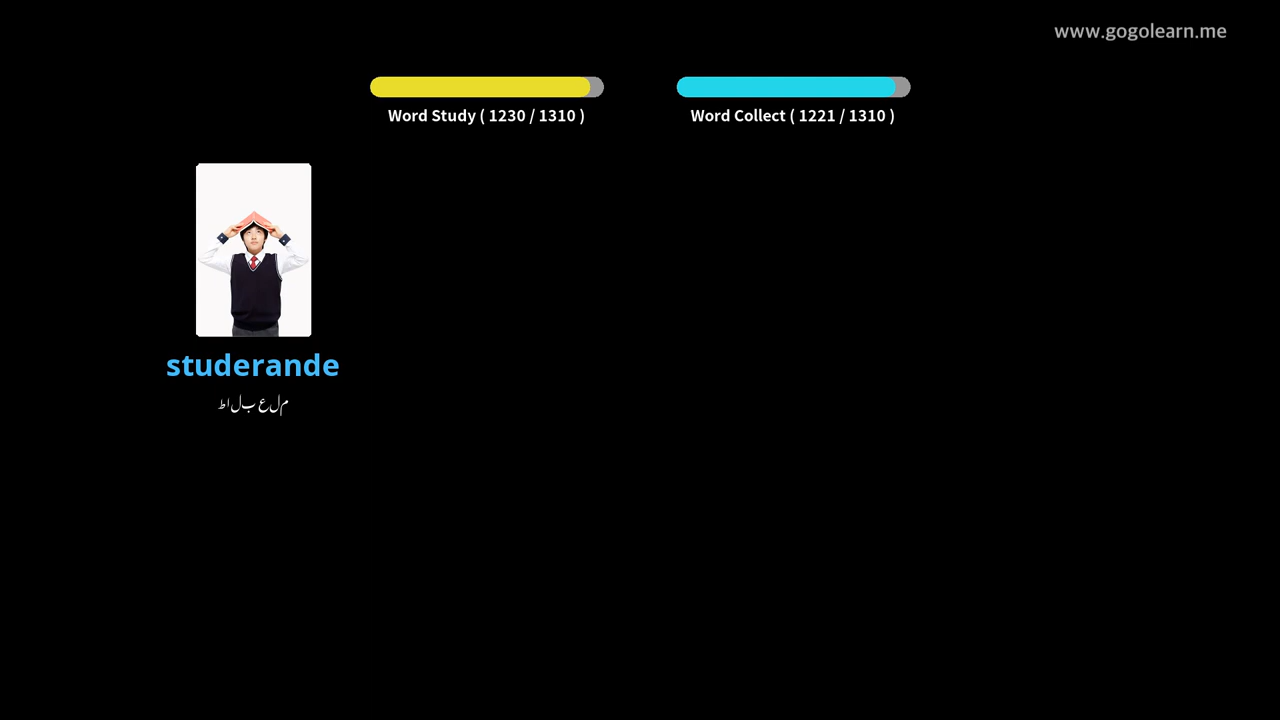 www.gogolearn.me
Word Study ( 1230 / 1310 )
Word Collect ( 1221 / 1310 )
studerande
طالب علم